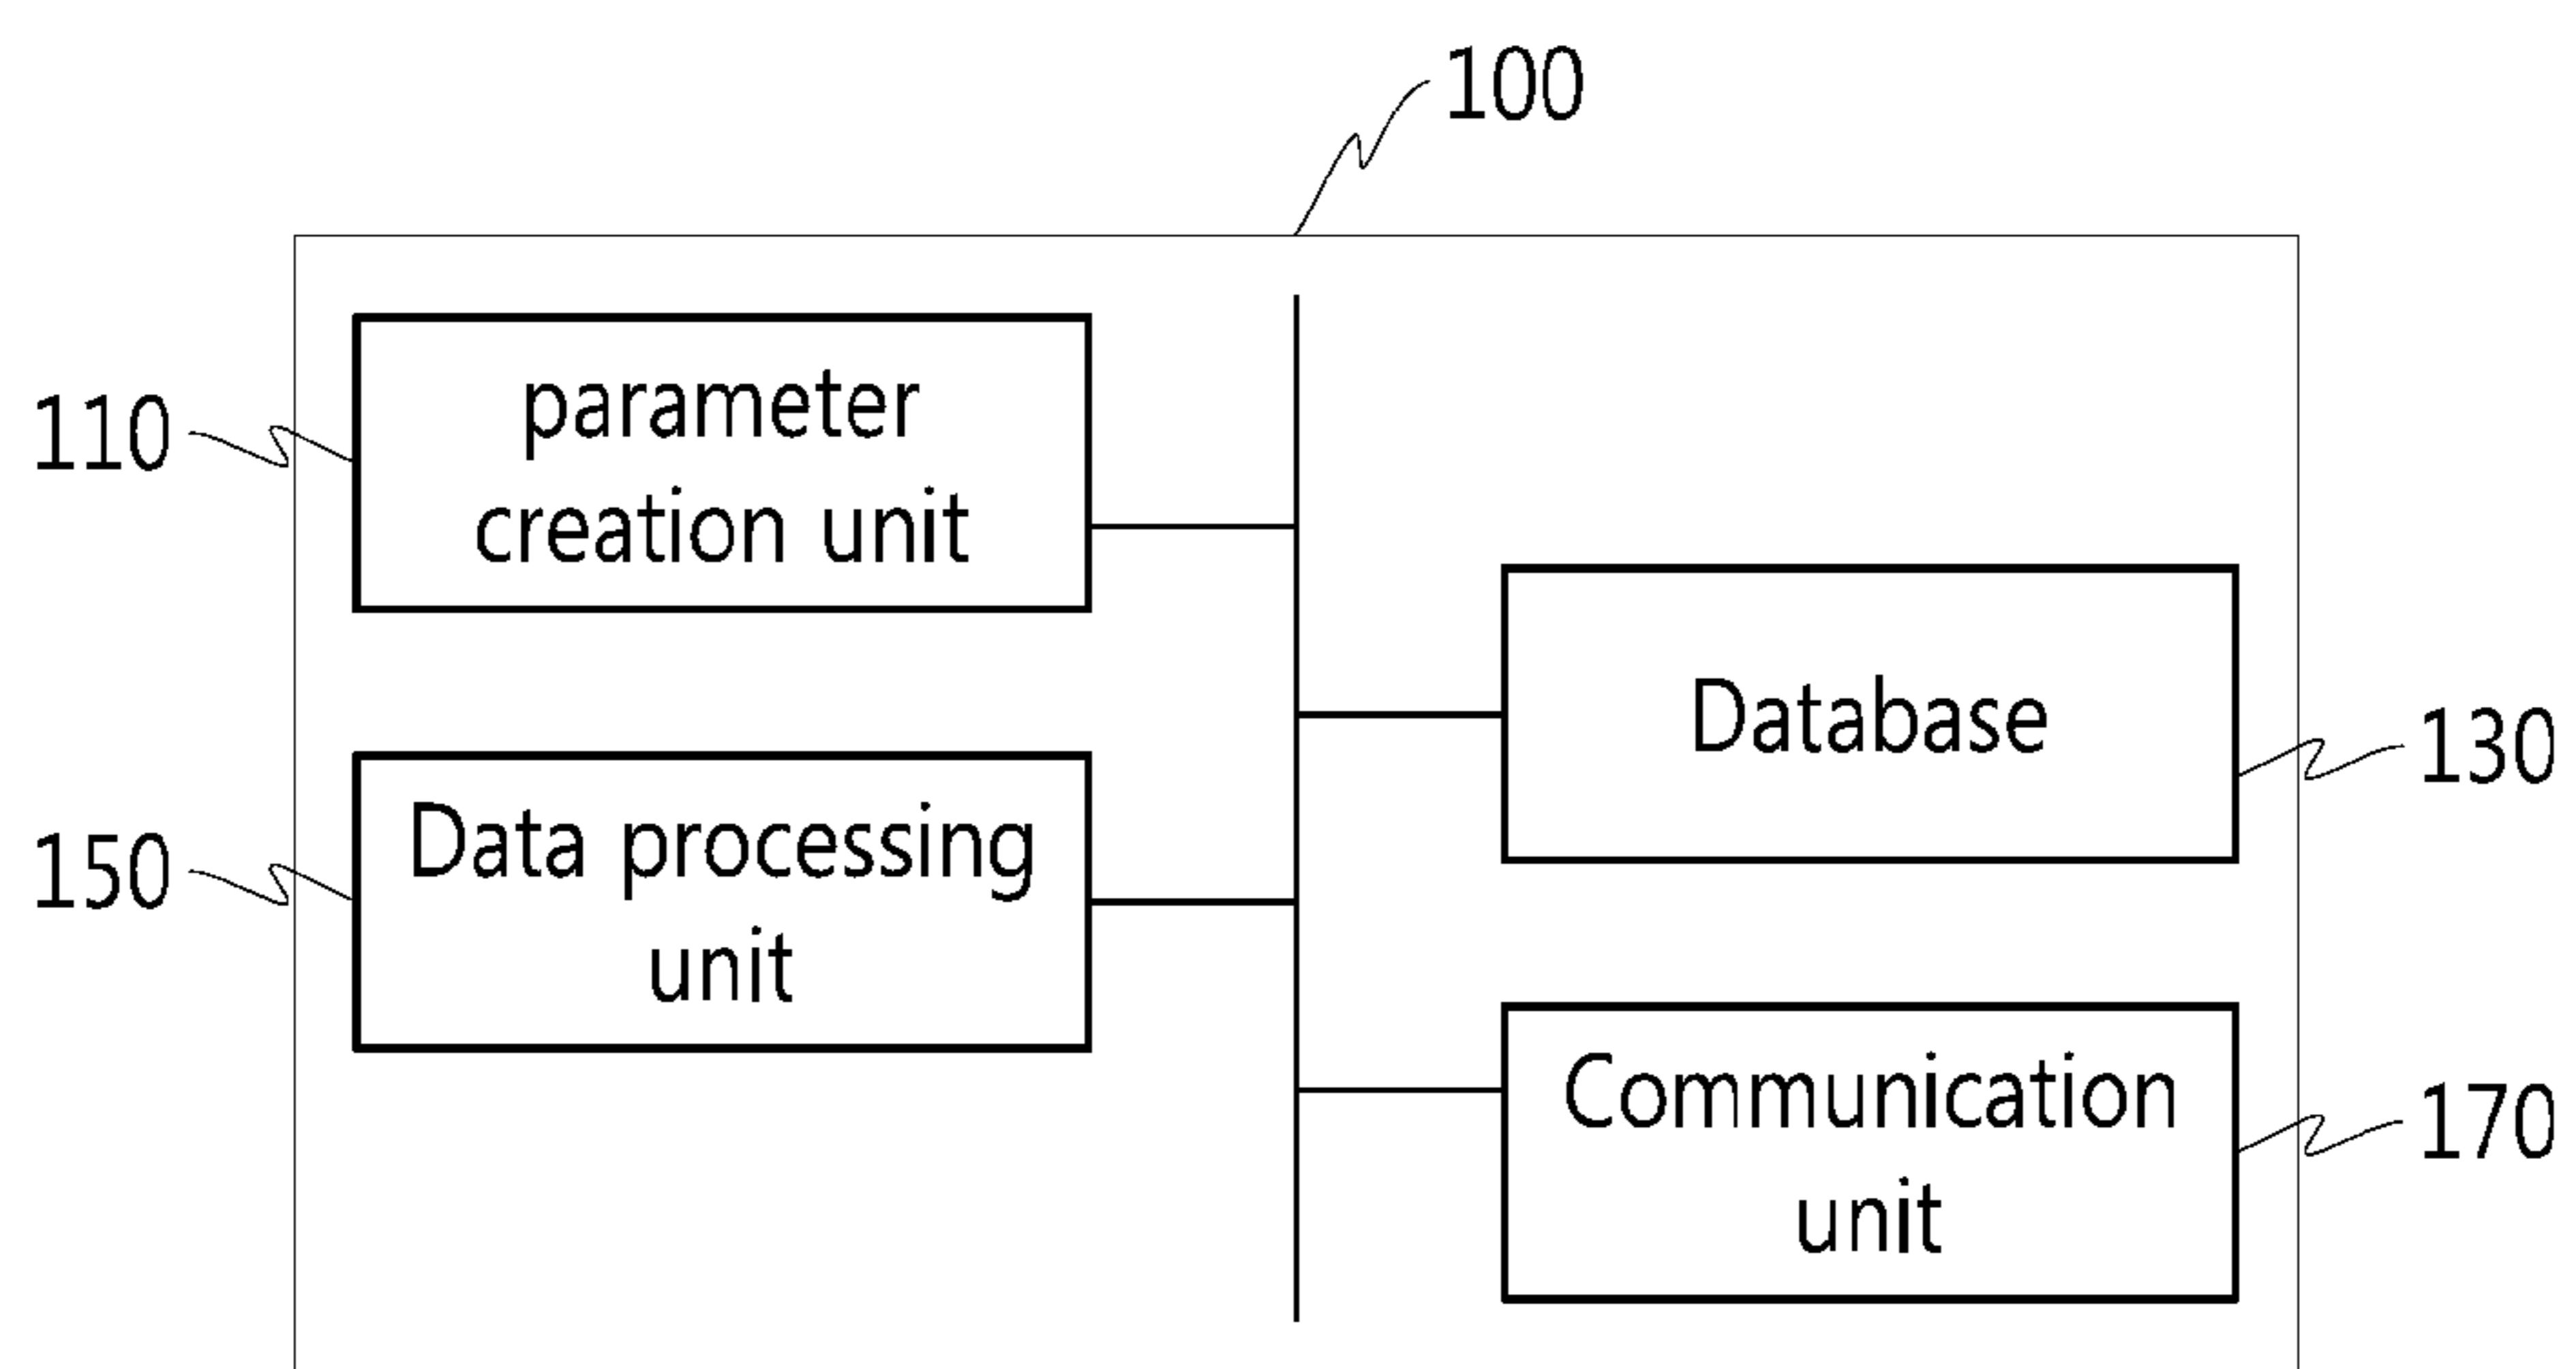 100
110
parameter
creation unit
Database
130
150
Data processing
unit
Communication
unit
170